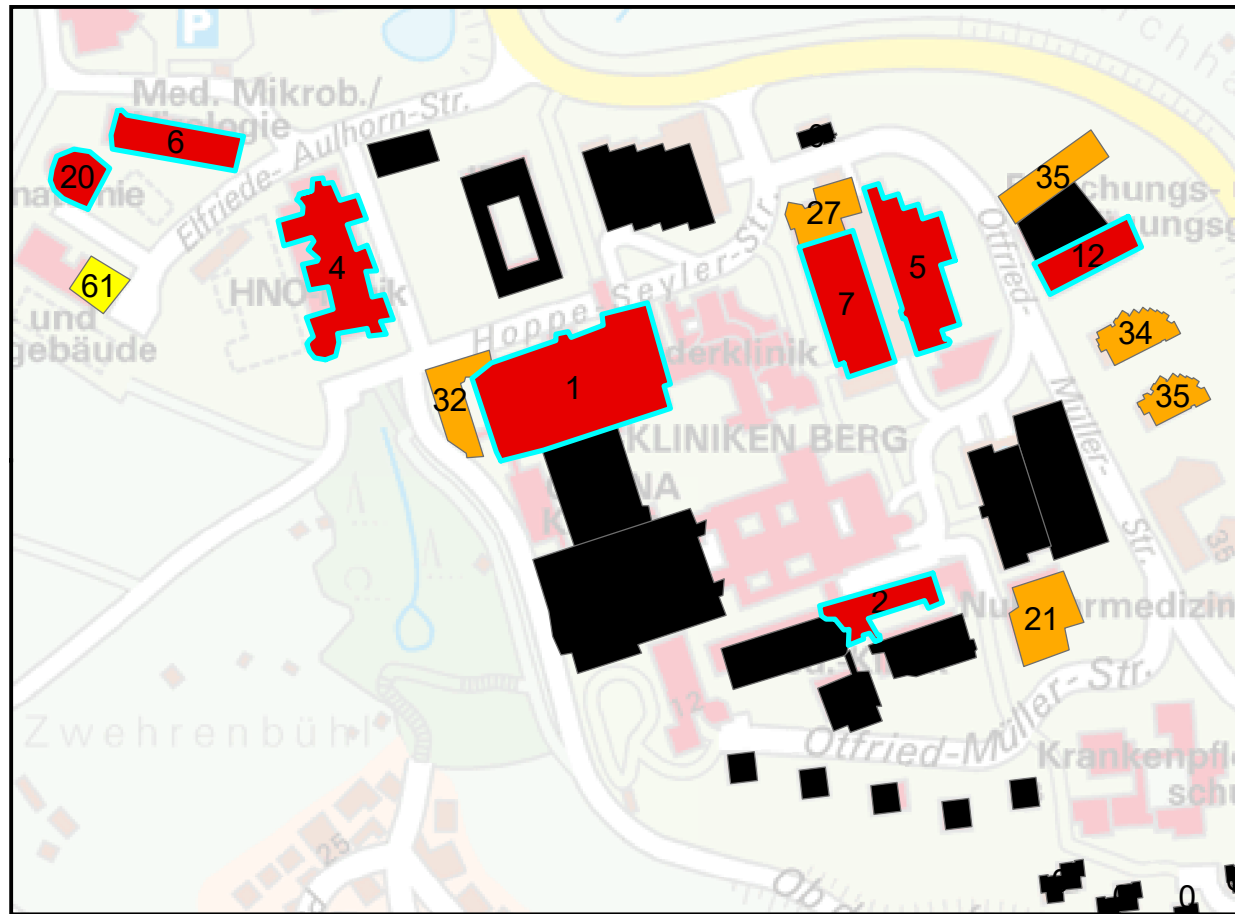 P
Med. Mikrob./
Elfriede- Aulhorn-Str.
6
20
61
und
gebäude
4
HNO-
Hoppe-Seyler-Str.
27
35
12
Otfried-
Müller-
Str.
5
7
34
35
derklinik
1
32
KLINIKEN BERG
35
2
21
12
Otfried-Müller-Str.
Zwehrenbühl
Krankenpfle
schu
25
Ob d
0